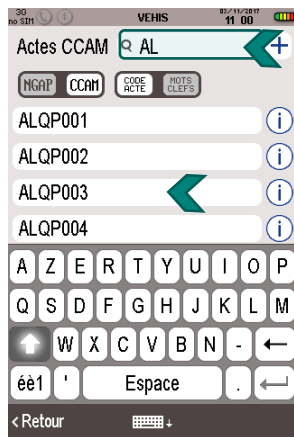 3G
no SIM
VEHIS
03/11/2017
11 00
Actes CCAM
AL
NGAP CCAM
CODE ACTE
MOTS CLEFS
ALQP001
ALQP002
ALQP003
ALQP004
A Z E R T Y U I O P
Q S D F G H J K L M
W X C V B N -
éè1 ' Espace .
< Retour